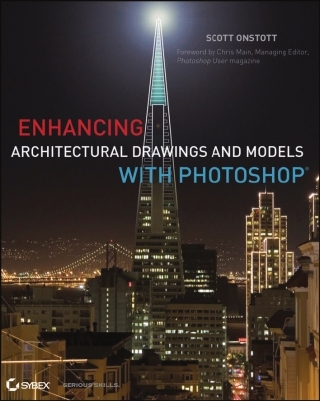 SCOTT ONSTOTT
Foreword by Chris Main, Managing Editor,
Photoshop User magazine
ENHANCING
ARCHITECTURAL DRAWINGS AND MODELS
WITH PHOTOSHOP®
SYBEX
SERIOUS SKILLS.